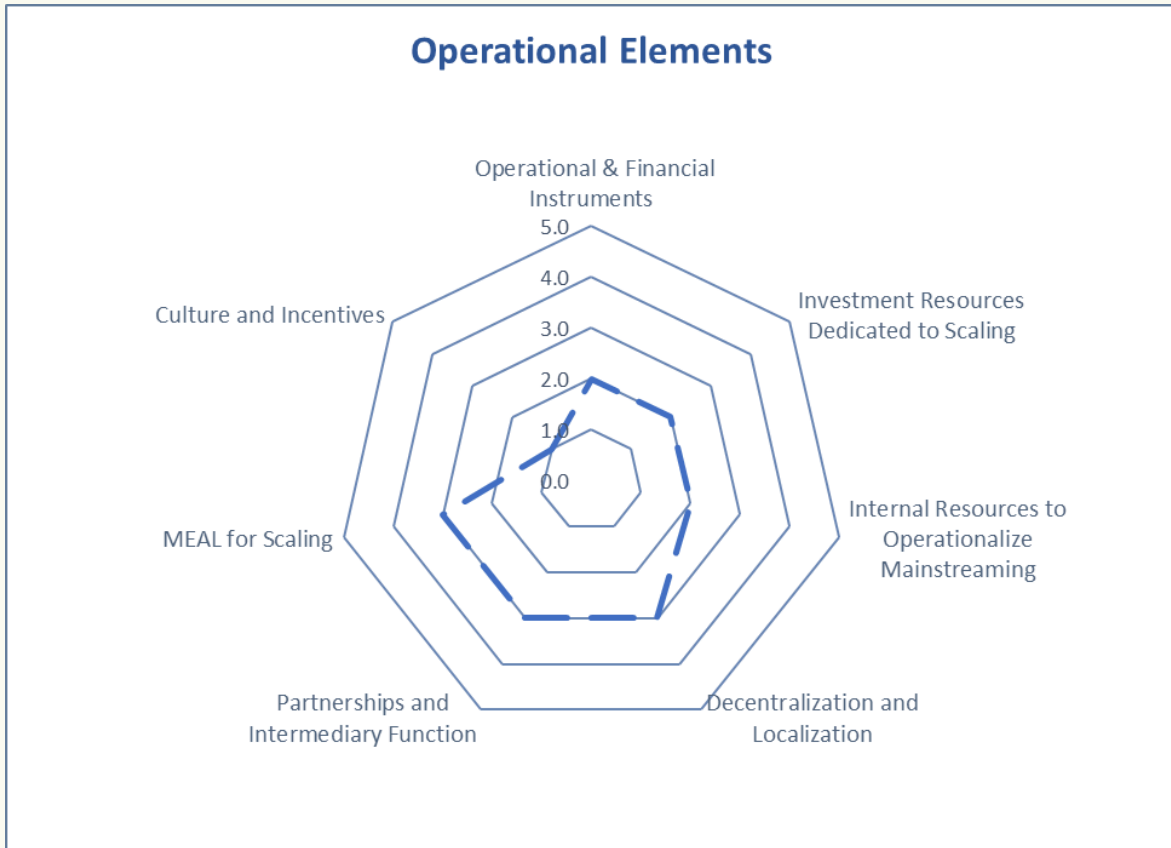 Operational Elements
Operational & Financial
Instruments
5.0
4.0
3.0
2.0
1.0
0.0
Investment Resources
Dedicated to Scaling
Internal Resources to
Operationalize
Mainstreaming
Decentralization and
Localization
Partnerships and
Intermediary Function
MEAL for Scaling
Culture and Incentives